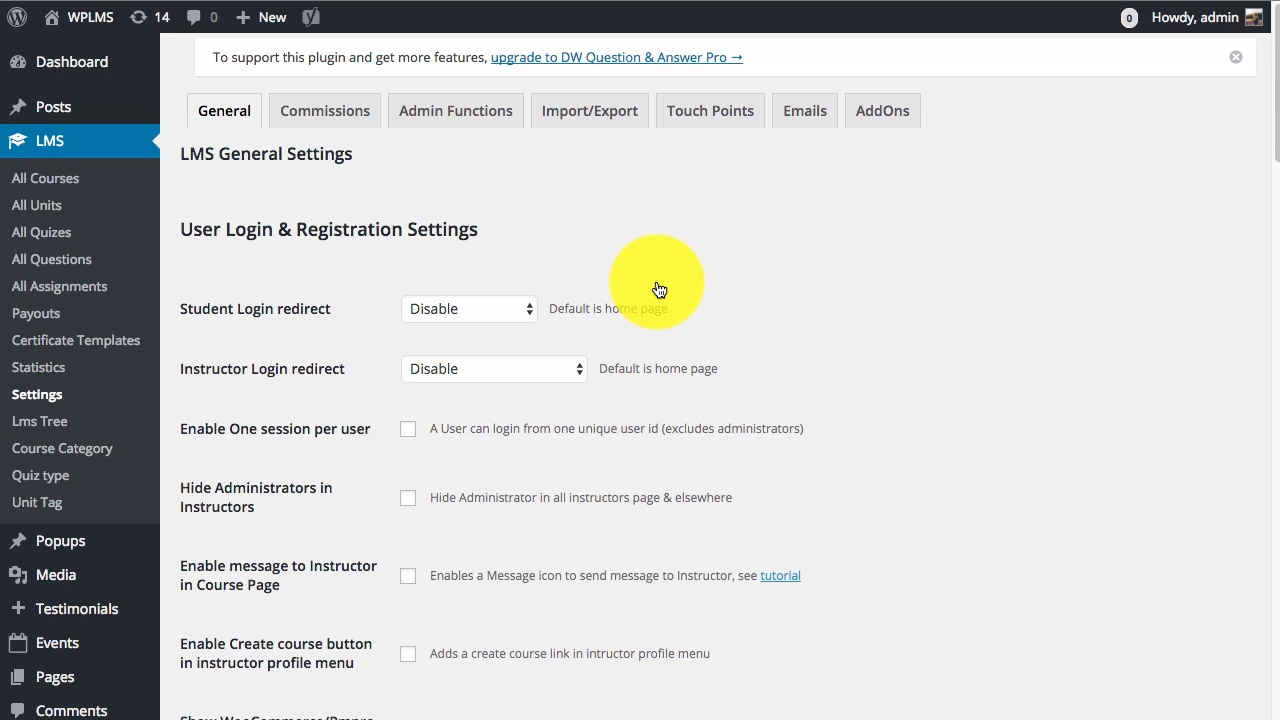 WPLMS 14 0 New 0 Howdy, admin
To support this plugin and get more features, upgrade to DW Question & Answer Pro →
Dashboard
Posts
LMS
All Courses
All Units
All Quizes
All Questions
All Assignments
Payouts
Certificate Templates
Statistics
Settings
Lms Tree
Course Category
Quiz type
Unit Tag
Popups
Media
Testimonials
Events
Pages
Comments
General Commissions Admin Functions Import/Export Touch Points Emails AddOns
LMS General Settings
User Login & Registration Settings
Student Login redirect Disable Default is home page
Instructor Login redirect Disable Default is home page
Enable One session per user A User can login from one unique user id (excludes administrators)
Hide Administrators in
Instructors
Hide Administrator in all instructors page & elsewhere
Enable message to Instructor
in Course Page
Enables a Message icon to send message to Instructor, see tutorial
Enable Create course button
in instructor profile menu
Adds a create course link in intructor profile menu